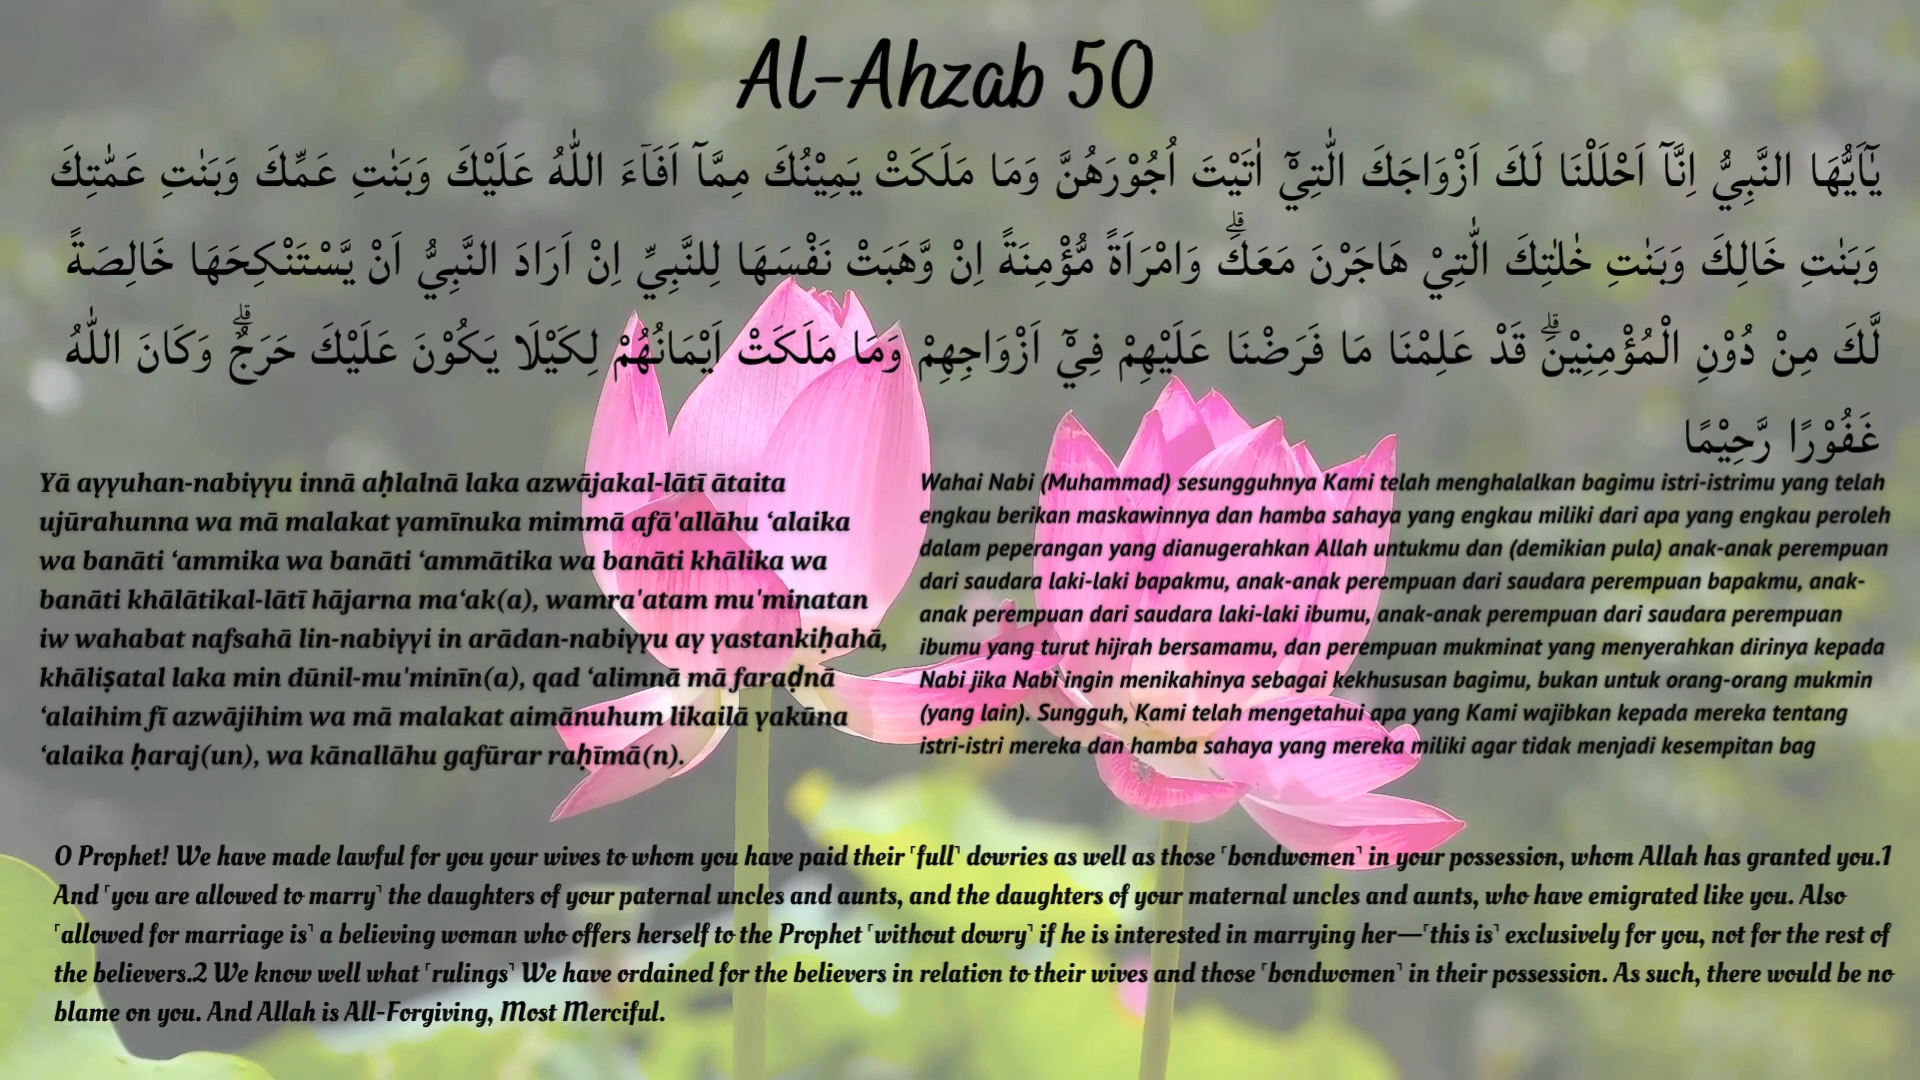 Al-Ahzab 50
يٰٓاَيُّهَا النَّبِيُّ اِنَّآ اَحْلَلْنَا لَكَ اَزْوَاجَكَ الّٰتِيْٓ اٰتَيْتَ اُجُوْرَهُنَّ وَمَا مَلَكَتْ يَمِيْنُكَ مِمَّآ اَفَاۤءَ اللّٰهُ عَلَيْكَ وَبَنٰتِ عَمِّكَ وَبَنٰتِ عَمّٰتِكَ
وَبَنٰتِ خَالِكَ وَبَنٰتِ خٰلٰتِكَ الّٰتِيْ هَاجَرْنَ مَعَكَۗ وَامْرَاَةً مُّؤْمِنَةً اِنْ وَّهَبَتْ نَفْسَهَا لِلنَّبِيِّ اِنْ اَرَادَ النَّبِيُّ اَنْ يَّسْتَنْكِحَهَا خَالِصَةً
لَّكَ مِنْ دُوْنِ الْمُؤْمِنِيْنَۗ قَدْ عَلِمْنَا مَا فَرَضْنَا عَلَيْهِمْ فِيْٓ اَزْوَاجِهِمْ وَمَا مَلَكَتْ اَيْمَانُهُمْ لِكَيْلَا يَكُوْنَ عَلَيْكَ حَرَجٌۗ وَكَانَ اللّٰهُ
غَفُوْرًا رَّحِيْمًا
Yā ayyuhan-nabiyyu innā aḥlalnā laka azwājakal-lātī ātaita
ujūrahunna wa mā malakat yamīnuka mimmā afā'allāhu ‘alaika
wa banāti ‘ammika wa banāti ‘ammātika wa banāti khālika wa
banāti khālātikal-lātī hājarna ma‘ak(a), wamra'atam mu'minatan
iw wahabat nafsahā lin-nabiyyi in arādan-nabiyyu ay yastankiḥahā,
khāliṣatal laka min dūnil-mu'minīn(a), qad ‘alimnā mā faraḍnā
‘alaihim fī azwājihim wa mā malakat aimānuhum likailā yakūna
‘alaika ḥaraj(un), wa kānallāhu gafūrar raḥīmā(n).
Wahai Nabi (Muhammad) sesungguhnya Kami telah menghalalkan bagimu istri-istrimu yang telah
engkau berikan maskawinnya dan hamba sahaya yang engkau miliki dari apa yang engkau peroleh
dalam peperangan yang dianugerahkan Allah untukmu dan (demikian pula) anak-anak perempuan
dari saudara laki-laki bapakmu, anak-anak perempuan dari saudara perempuan bapakmu, anak-
anak perempuan dari saudara laki-laki ibumu, anak-anak perempuan dari saudara perempuan
ibumu yang turut hijrah bersamamu, dan perempuan mukminat yang menyerahkan dirinya kepada
Nabi jika Nabi ingin menikahinya sebagai kekhususan bagimu, bukan untuk orang-orang mukmin
(yang lain). Sungguh, Kami telah mengetahui apa yang Kami wajibkan kepada mereka tentang
istri-istri mereka dan hamba sahaya yang mereka miliki agar tidak menjadi kesempitan bag
O Prophet! We have made lawful for you your wives to whom you have paid their ˹full˺ dowries as well as those ˹bondwomen˺ in your possession, whom Allah has granted you.1
And ˹you are allowed to marry˺ the daughters of your paternal uncles and aunts, and the daughters of your maternal uncles and aunts, who have emigrated like you. Also
˹allowed for marriage is˺ a believing woman who offers herself to the Prophet ˹without dowry˺ if he is interested in marrying her—˹this is˺ exclusively for you, not for the rest of
the believers.2 We know well what ˹rulings˺ We have ordained for the believers in relation to their wives and those ˹bondwomen˺ in their possession. As such, there would be no
blame on you. And Allah is All-Forgiving, Most Merciful.